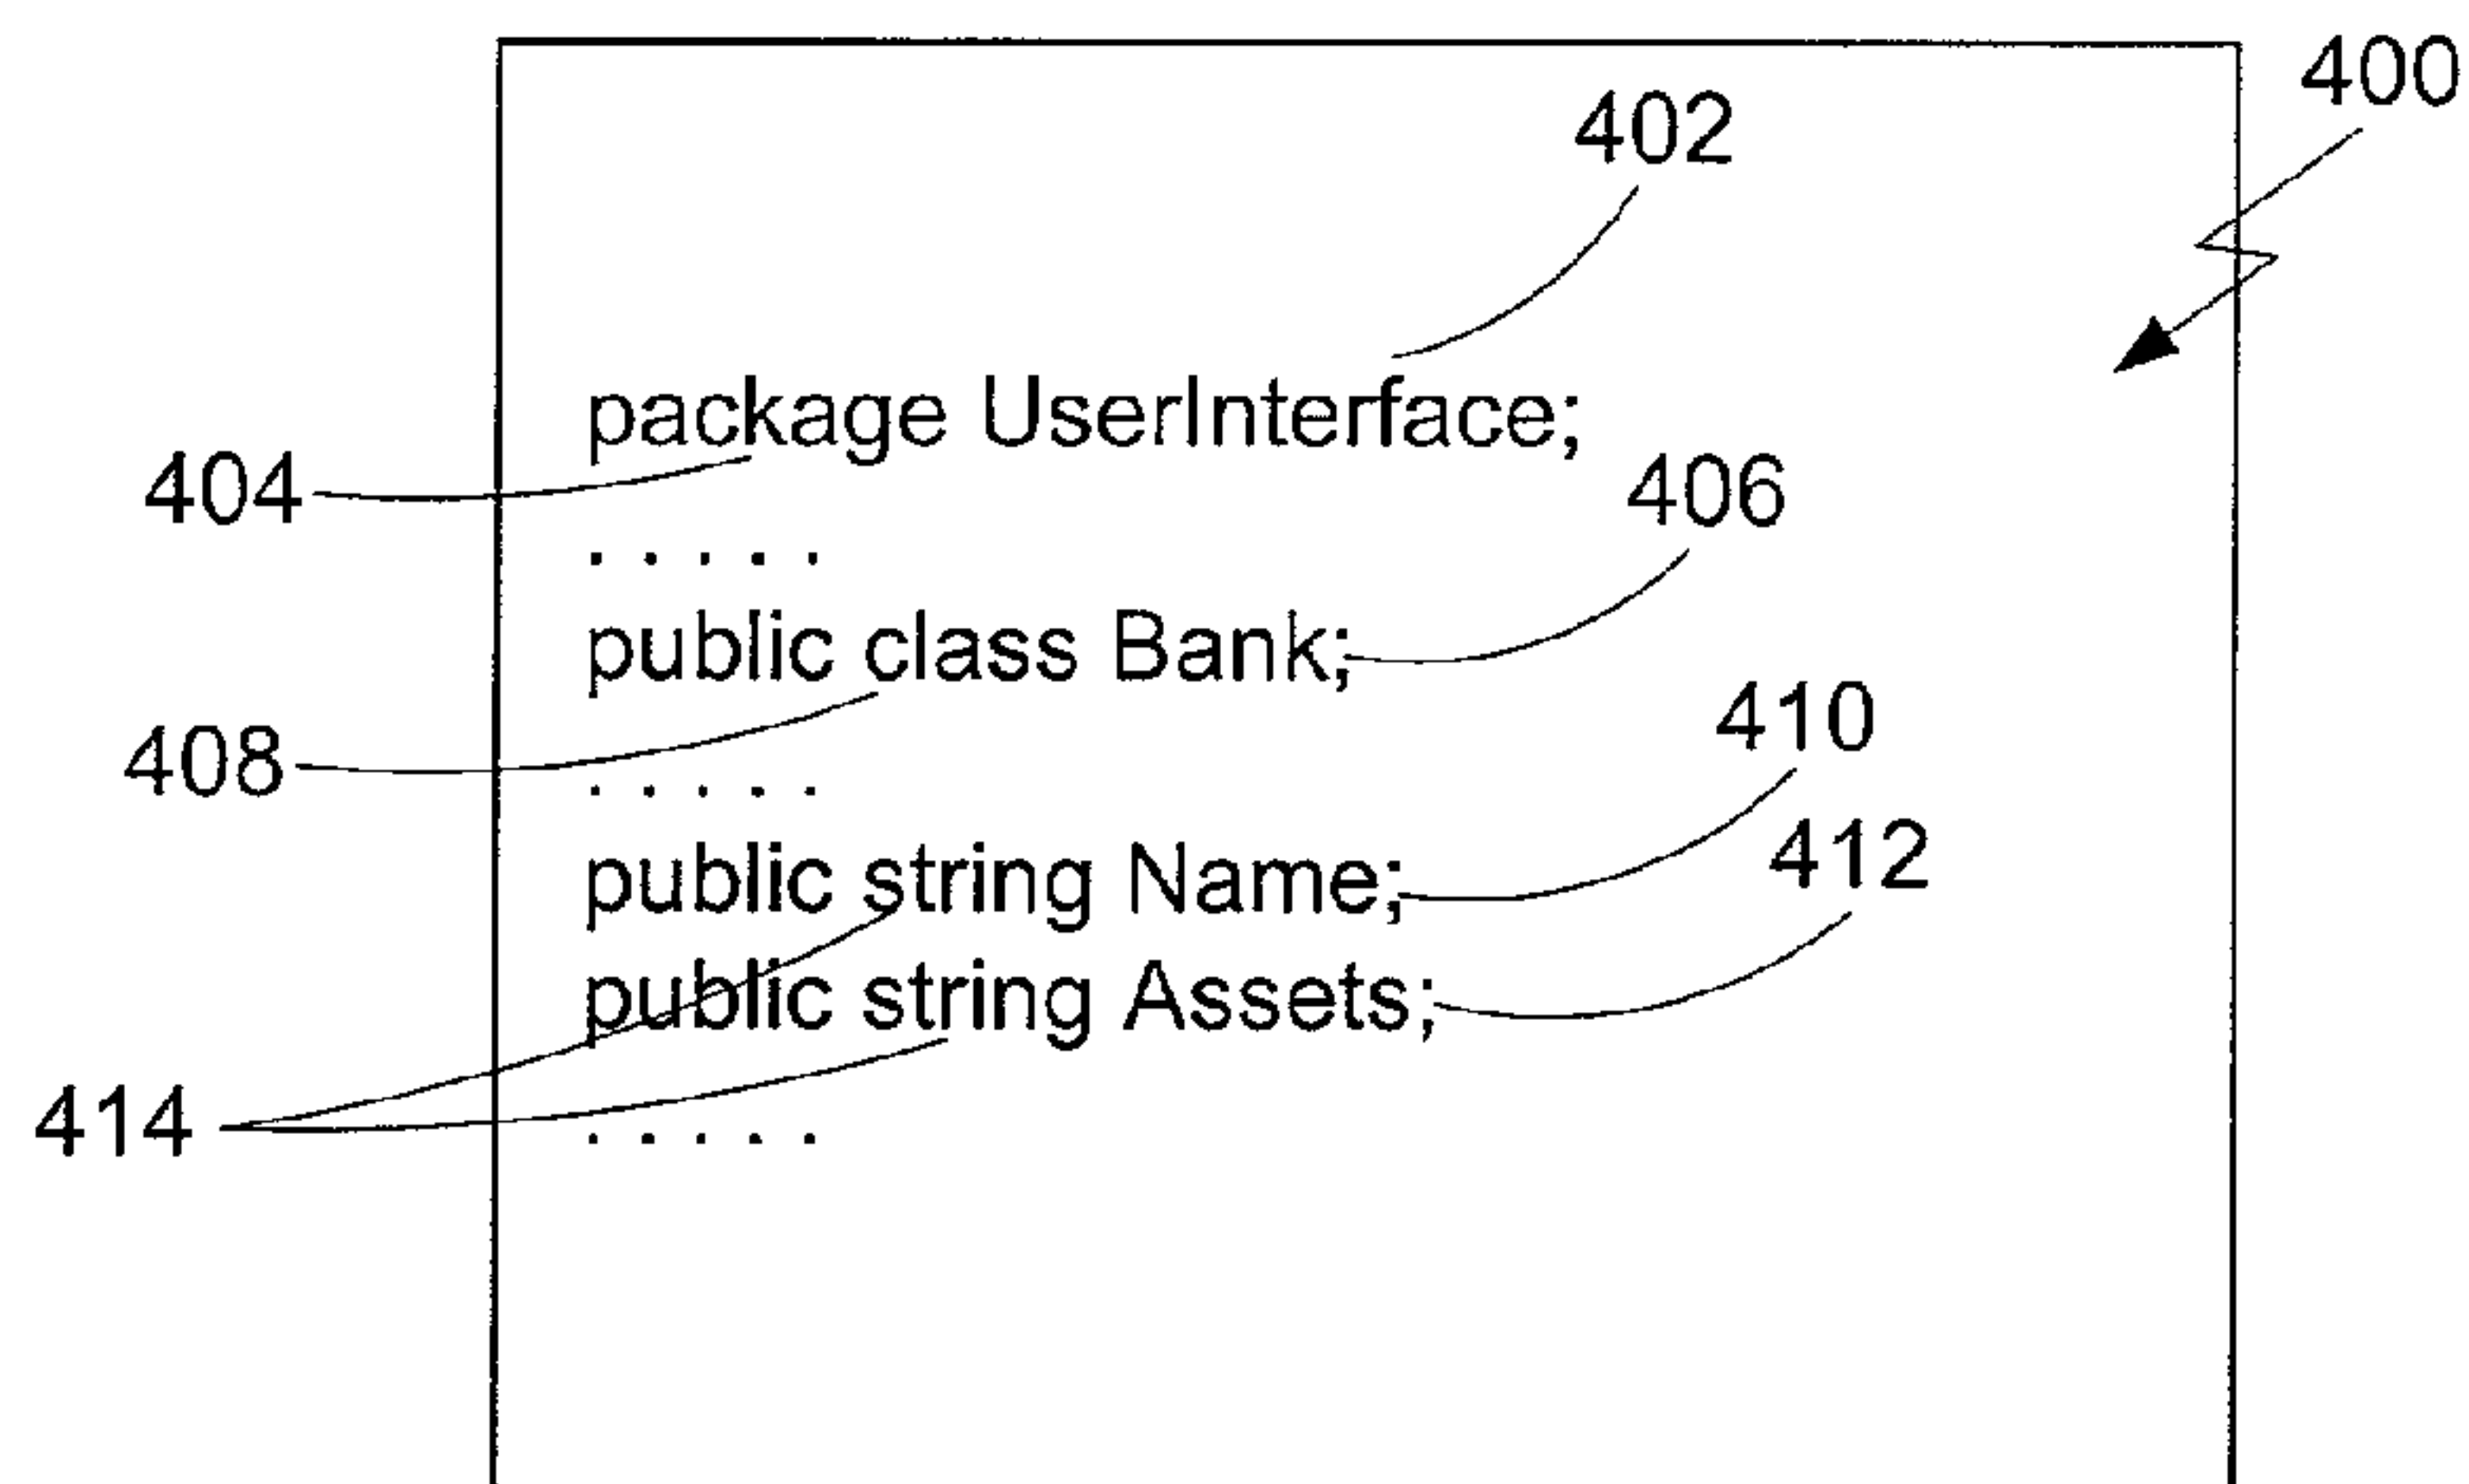 400
402
package UserInterface;
404
406
. . . . .
public class Bank;
408
410
. . . . .
412
public string Name;
public string Assets;
414
. . . . .